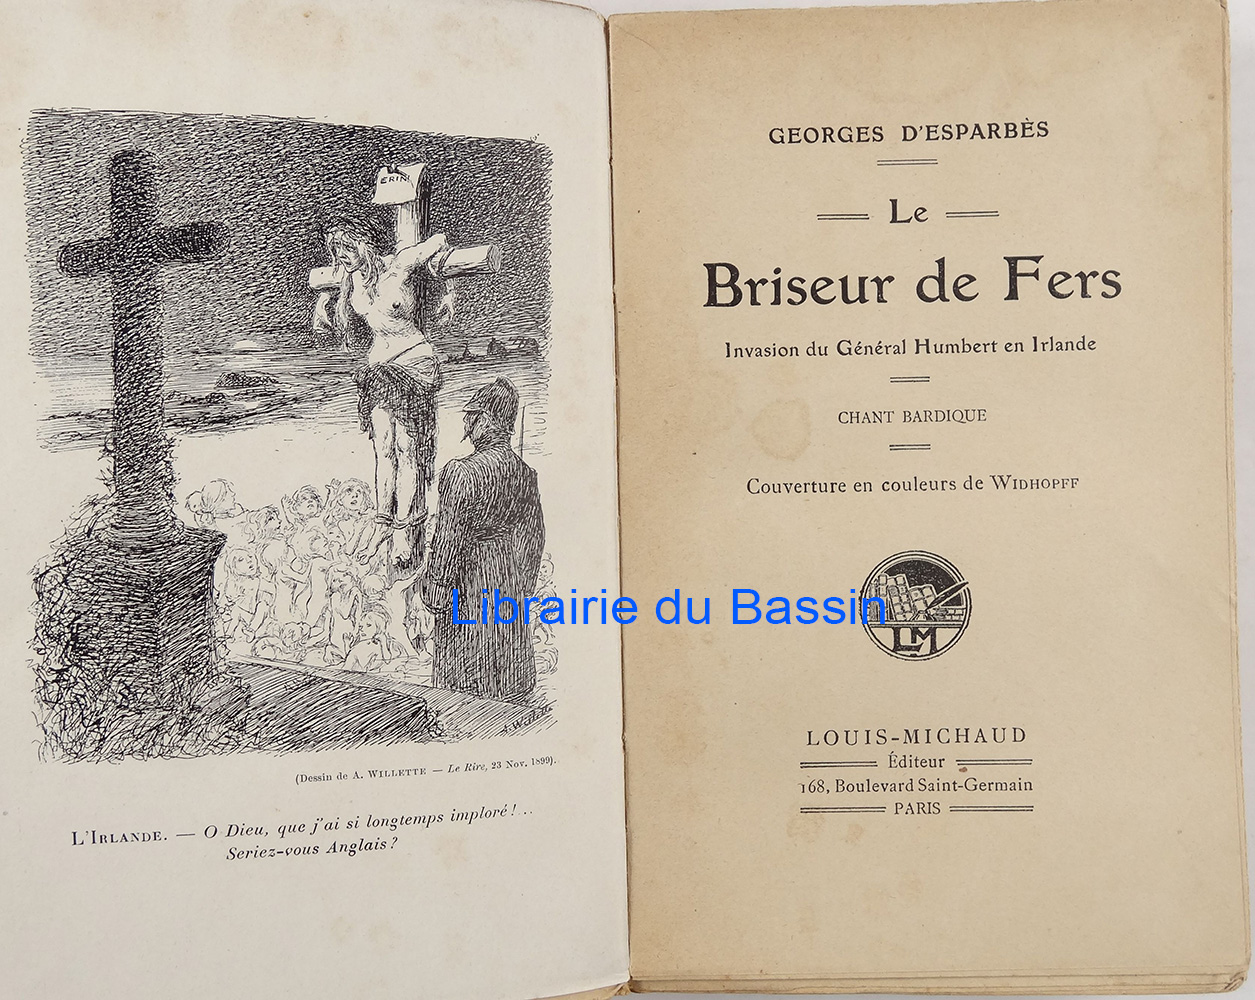 ERIN
A. Willette
(Dessin de A. WILLETTE — Le Rire, 23 Nov. 1899).
L'IRLANDE. — O Dieu, que j'ai si longtemps imploré!...
Seriez-vous Anglais?
GEORGES D'ESPARBÈS
Le
Briseur de Fers
Invasion du Général Humbert en Irlande
CHANT BARDIQUE
Couverture en couleurs de WIDHOPFF
LM
LOUIS-MICHAUD
Éditeur
168, Boulevard Saint-Germain
PARIS
Librairie du Bassin